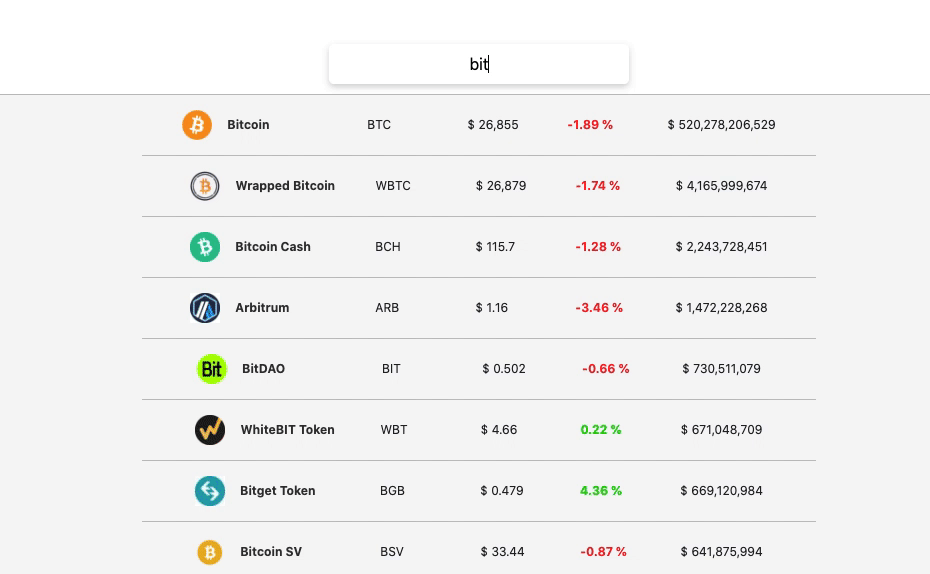 bit
Bitcoin BTC $ 26,855 -1.89 % $ 520,278,206,529
Wrapped Bitcoin WBTC $ 26,879 -1.74 % $ 4,165,999,674
Bitcoin Cash BCH $ 115.7 -1.28 % $ 2,243,728,451
Arbitrum ARB $ 1.16 -3.46 % $ 1,472,228,268
Bit BitDAO BIT $ 0.502 -0.66 % $ 730,511,079
WhiteBIT Token WBT $ 4.66 0.22 % $ 671,048,709
Bitget Token BGB $ 0.479 4.36 % $ 669,120,984
Bitcoin SV BSV $ 33.44 -0.87 % $ 641,875,994